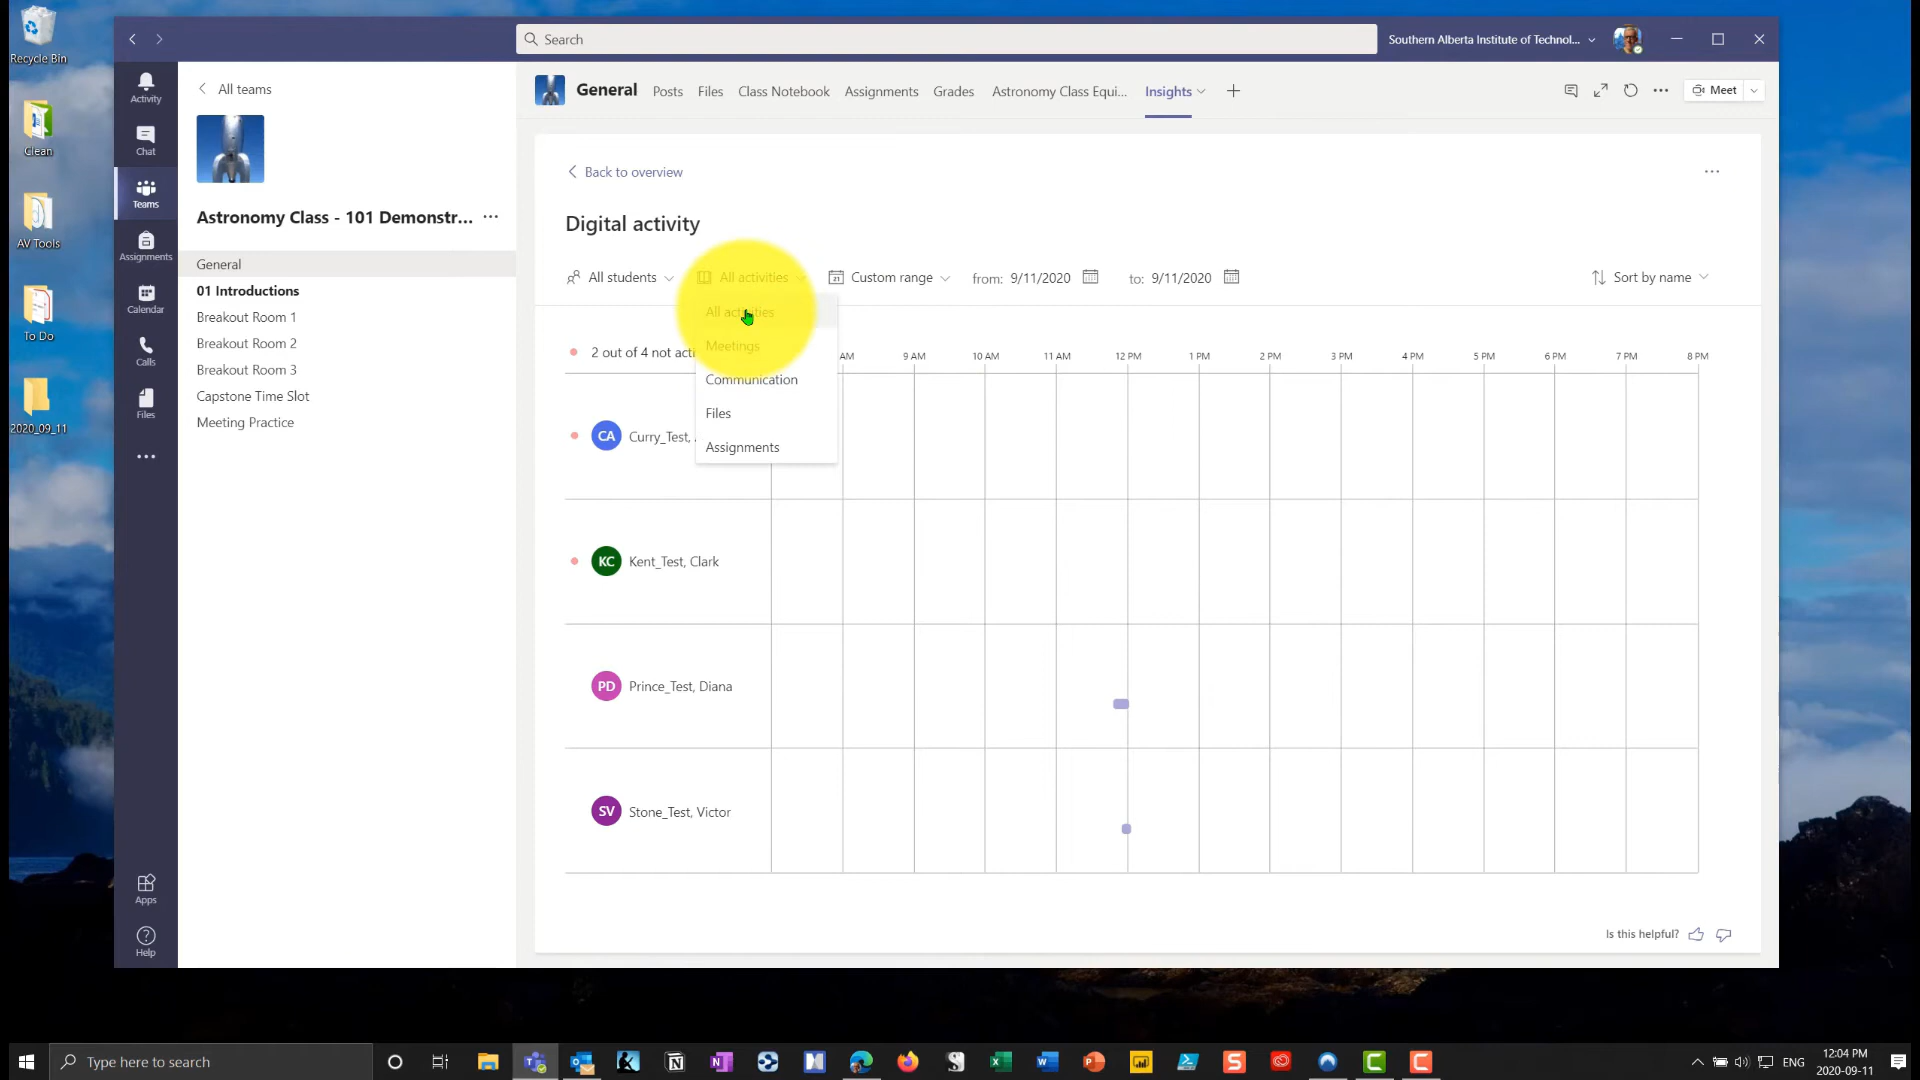 Recycle Bin
Clean
AV Tools
To Do
2020_09_11
Search
Southern Alberta Institute of Technol...
Activity
Chat
Teams
Assignments
Calendar
Calls
Files
Apps
Help
All teams
Astronomy Class - 101 Demonstr...
General
01 Introductions
Breakout Room 1
Breakout Room 2
Breakout Room 3
Capstone Time Slot
Meeting Practice
General Posts Files Class Notebook Assignments Grades Astronomy Class Equi... Insights
Meet
Back to overview
Digital activity
All students All activities 21 Custom range from: 9/11/2020 to: 9/11/2020 Sort by name
All activities
Meetings
Communication
Files
Assignments
2 out of 4 not acti
AM 9 AM 10 AM 11 AM 12 PM 1 PM 2 PM 3 PM 4 PM 5 PM 6 PM 7 PM 8 PM
CA Curry_Test,
KC Kent_Test, Clark
PD Prince_Test, Diana
SV Stone_Test, Victor
Is this helpful?
Type here to search
ENG
12:04 PM
2020-09-11